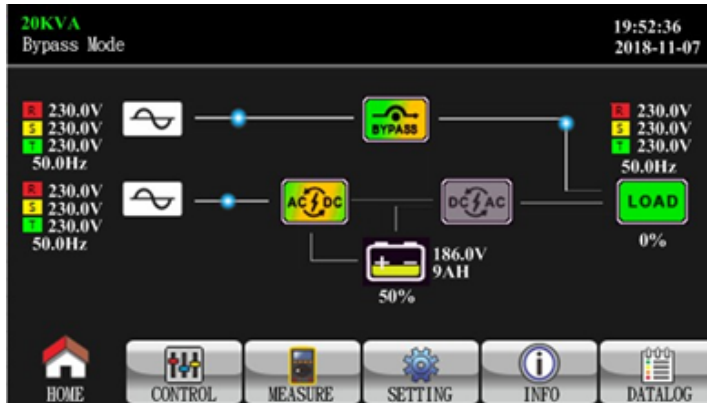 20KVA
Bypass Mode
19:52:36
2018-11-07
R 230.0V
S 230.0V
T 230.0V
50.0Hz
BYPASS
R 230.0V
S 230.0V
T 230.0V
50.0Hz
R 230.0V
S 230.0V
T 230.0V
50.0Hz
AC DC
DC AC
LOAD
0%
186.0V
9AH
50%
HOME
CONTROL
MEASURE
SETTING
INFO
DATALOG